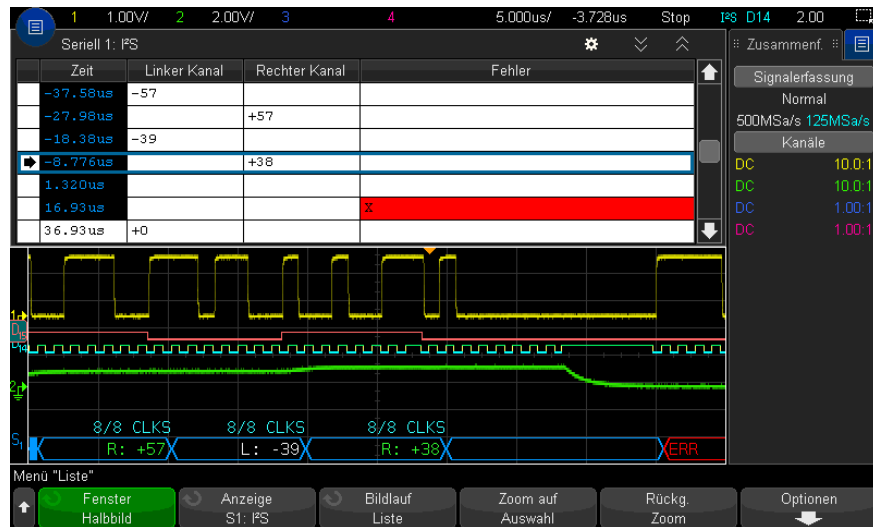 1 1.00V/ 2 2.00V/ 3 4 5.000us/ -3.728us Stop I²S D14 2.00
Seriell 1: I²S
Zusammenf.
Zeit Linker Kanal Rechter Kanal Fehler
-37.58us -57
-27.98us +57
-18.38us -39
-8.776us +38
1.320us
16.93us X
36.93us +0
Signalerfassung
Normal
500MSa/s 125MSa/s
Kanäle
DC 10.0:1
DC 10.0:1
DC 1.00:1
DC 1.00:1
1
D15
D14
2
8/8 CLKS 8/8 CLKS 8/8 CLKS
S1 R: +57 L: -39 R: +38 ERR
Menü "Liste"
Fenster Anzeige Bildlauf Zoom auf Rückg. Optionen
Halbbild S1: I²S Liste Auswahl Zoom